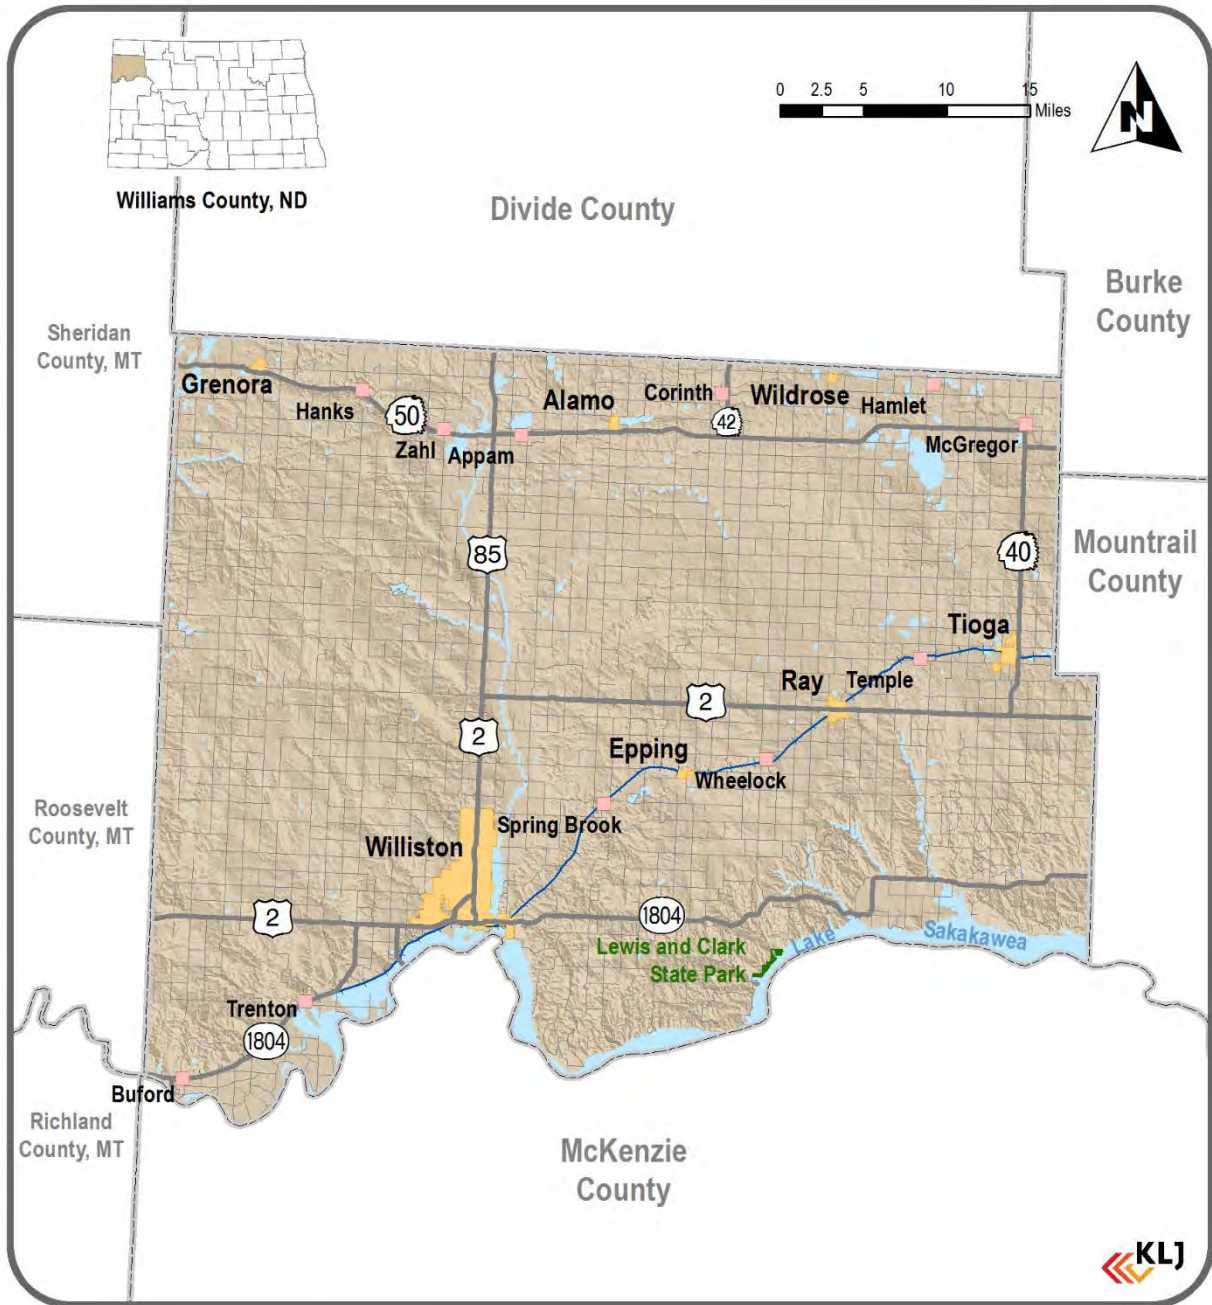 0 2.5 5 10 15
Miles
N
Williams County, ND
Divide County
Burke
County
Sheridan
County, MT
Grenora
Hanks
50
Zahl
Appam
Alamo
Corinth
42
Wildrose
Hamlet
McGregor
85
40
Mountrail
County
Tioga
Ray
Temple
2
2
Epping
Wheelock
Spring Brook
Williston
Roosevelt
County, MT
2
1804
Lewis and Clark
State Park
Lake
Sakakawea
Trenton
1804
Buford
Richland
County, MT
McKenzie
County
KLJ